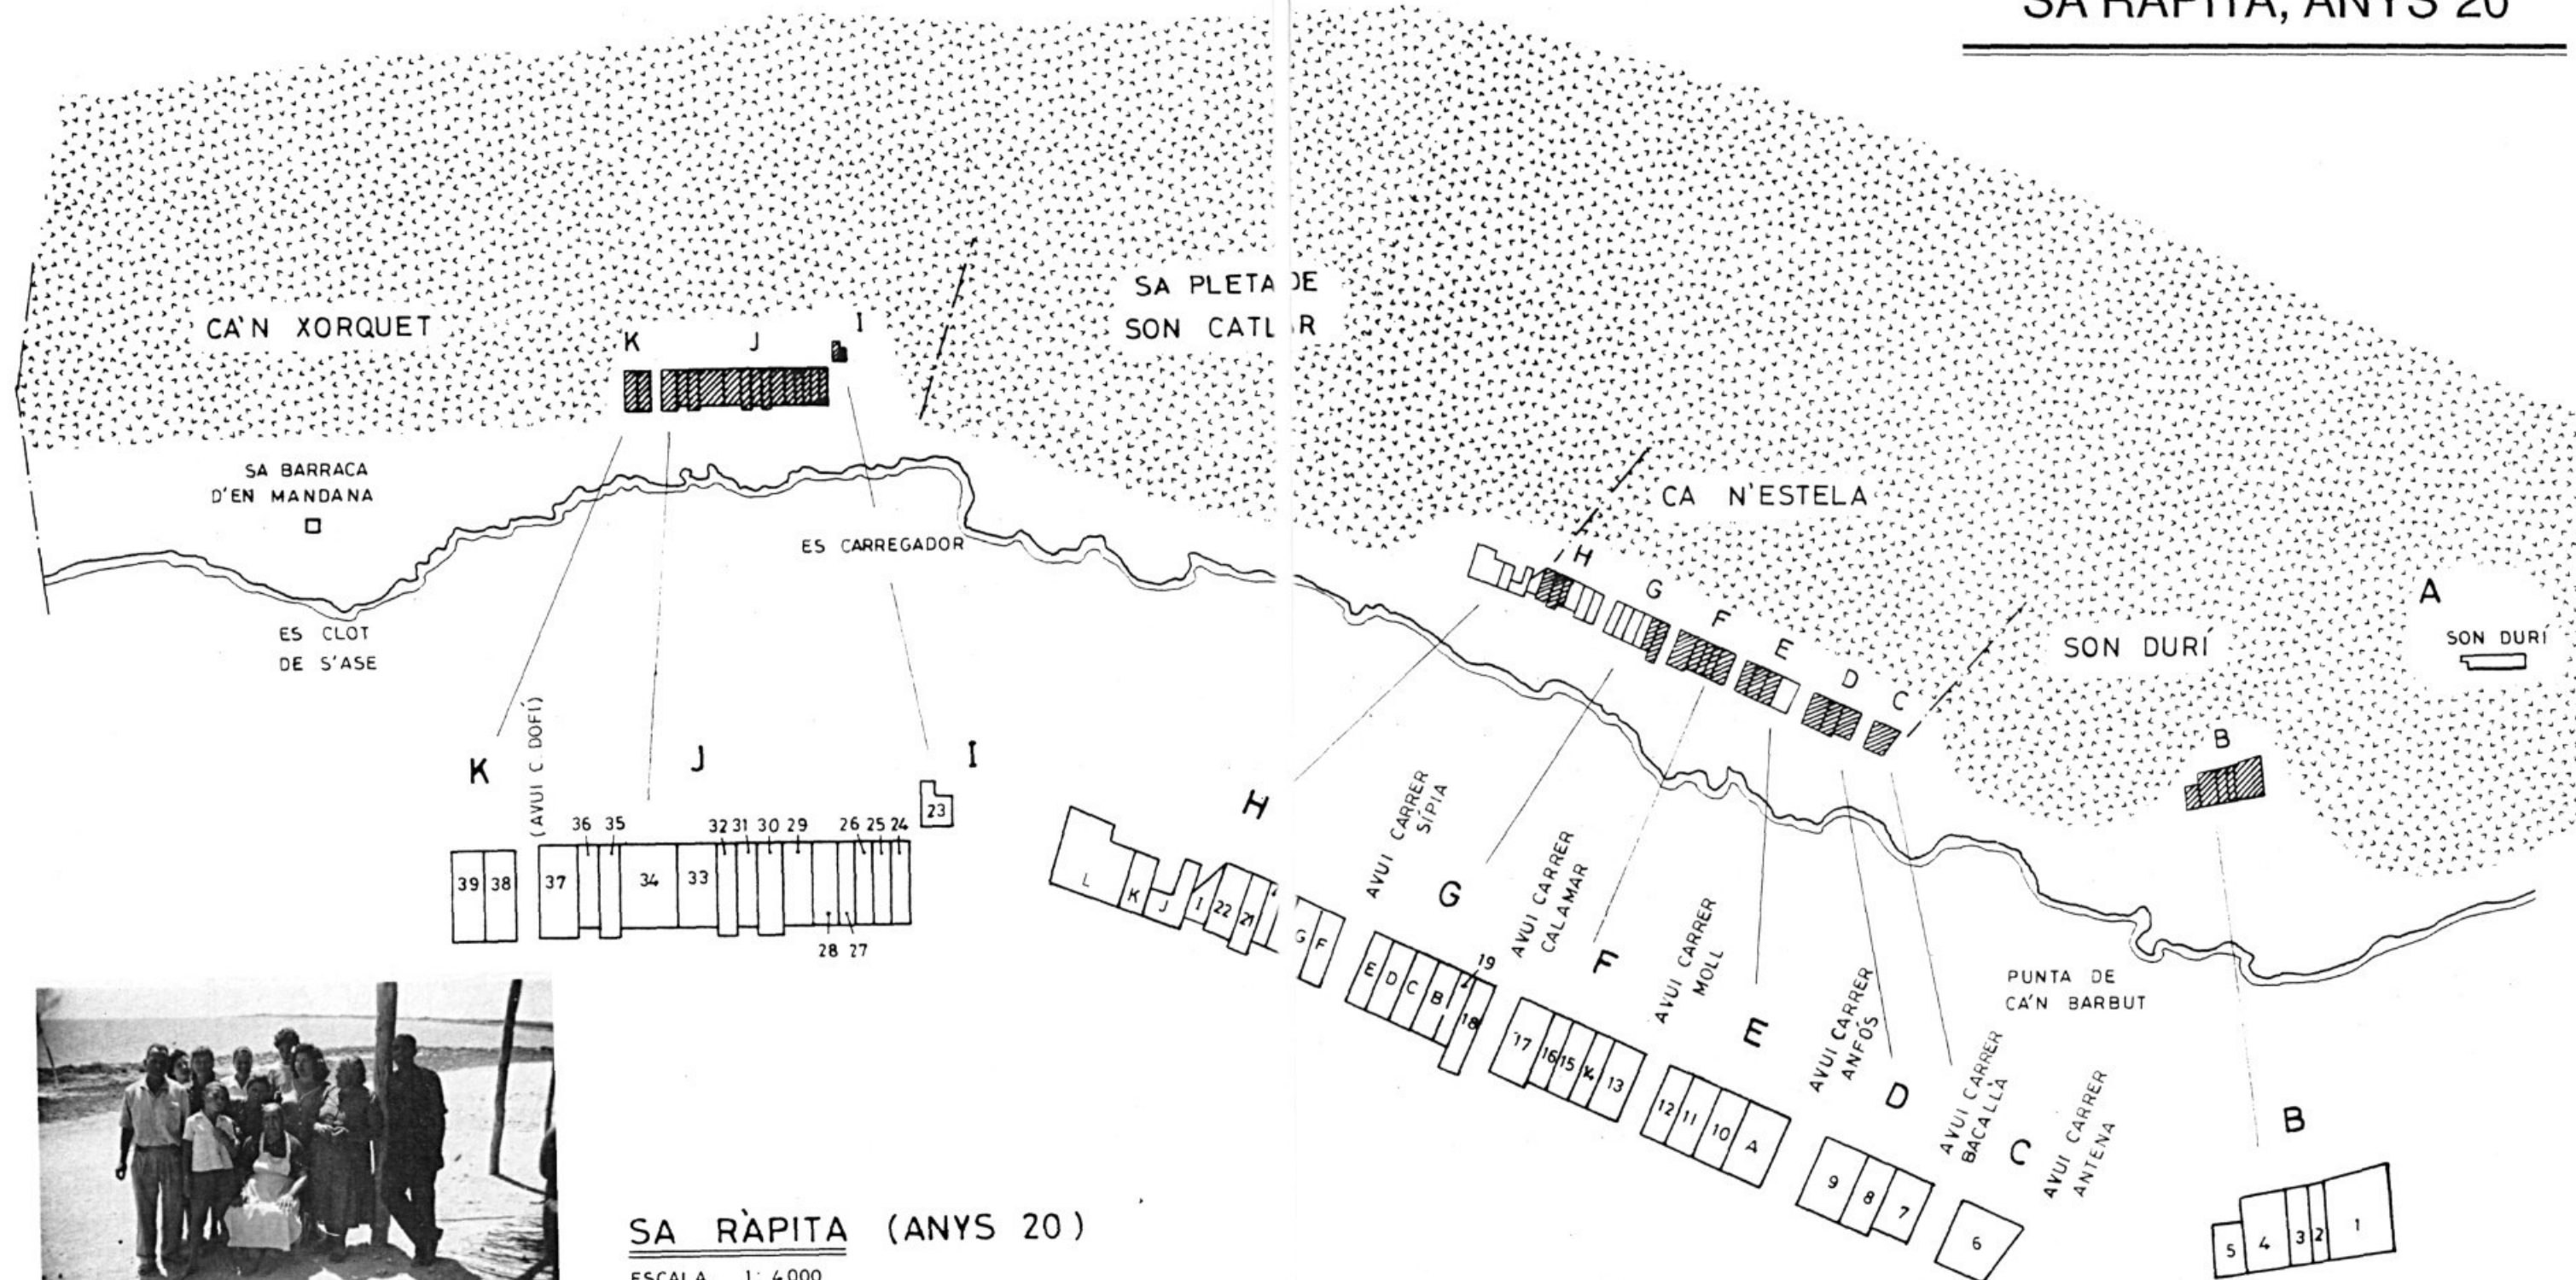 SA RÀPITA, ANYS 20
CA'N XORQUET
K
J
I
SA PLETA DE
SON CATLAR
SA BARRACA
D'EN MANDANA
ES CARREGADOR
CA N'ESTELA
H
G
F
E
D
C
A
SON DURÍ
SON DURÍ
B
ES CLOT
DE S'ASE
K
(AVUI C. DOFÍ)
J
I
23
36 35 32 31 30 29 26 25 24
39 38 37 34 33
28 27
H
L K J I 22 21 G F
AVUI CARRER
SÍPIA
G
E D C B 19 18
AVUI CARRER
CALAMAR
F
17 16 15 14 13
AVUI CARRER
MOLL
E
12 11 10 A
AVUI CARRER
ANFÓS
D
9 8 7
AVUI CARRER
BACALLÀ
C
6
AVUI CARRER
ANTENA
PUNTA DE
CA'N BARBUT
B
5 4 3 2 1
SA RÀPITA (ANYS 20)
ESCALA 1:4.000